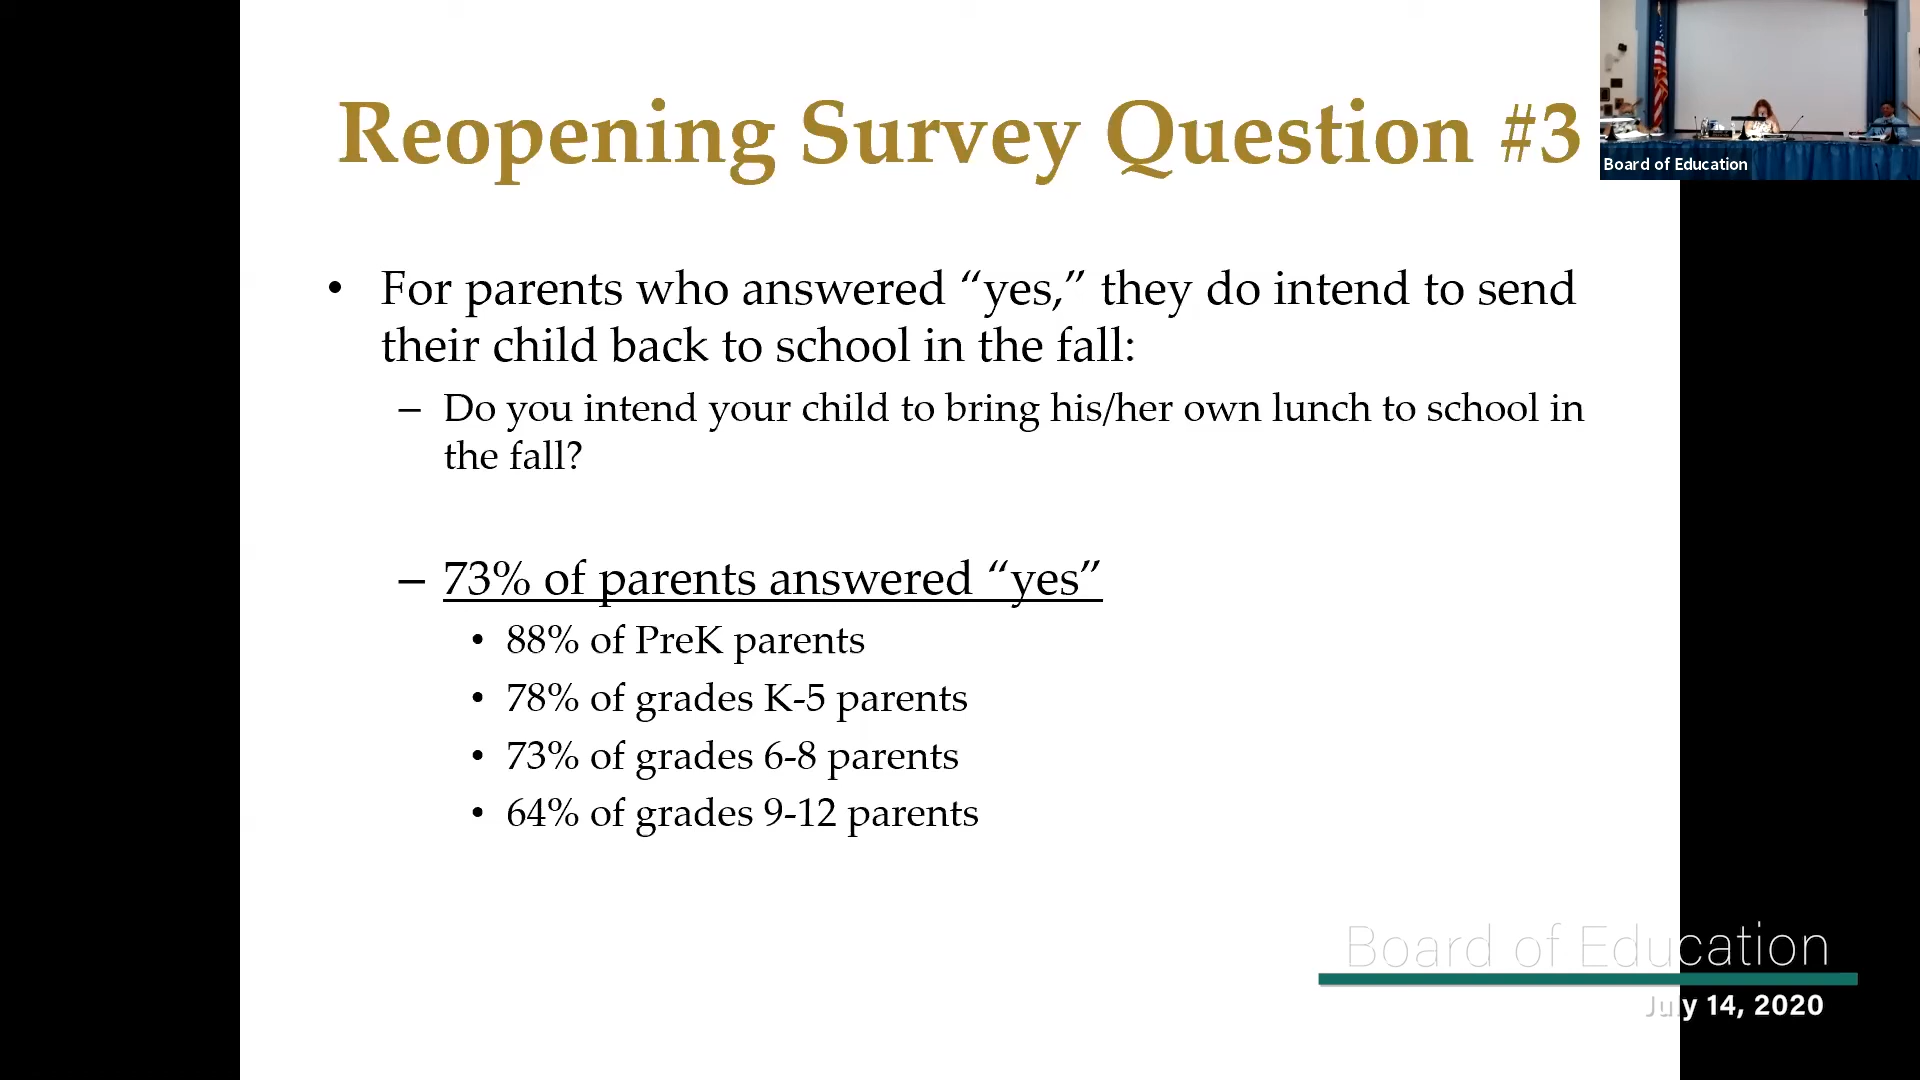 Reopening Survey Question #3
Board of Education
• For parents who answered “yes,” they do intend to send
their child back to school in the fall:
– Do you intend your child to bring his/her own lunch to school in
the fall?
– 73% of parents answered “yes”
• 88% of PreK parents
• 78% of grades K-5 parents
• 73% of grades 6-8 parents
• 64% of grades 9-12 parents
Board of Education
July 14, 2020